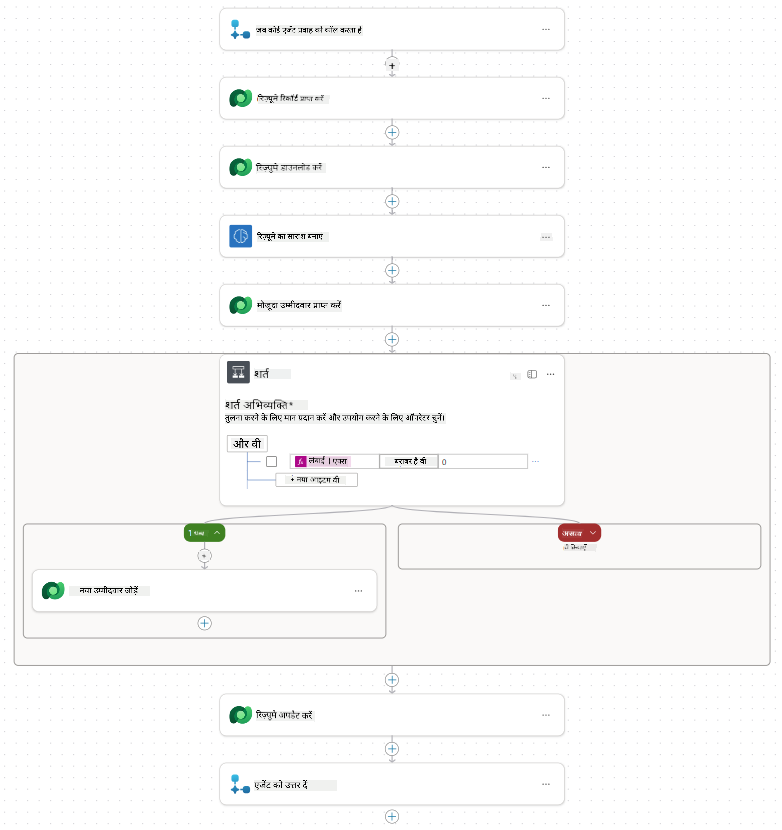 जब कोई एजेंट प्रवाह को कॉल करता है
रिज़्यूमे रिकॉर्ड प्राप्त करें
रिज़्युमे डाउनलोड करें
रिज़्यूमे का सारांश बनाएं
मौजूदा उम्मीदवार प्राप्त करें
शर्त
शर्त अभिव्यक्ति*
तुलना करने के लिए मान प्रदान करें और उपयोग करने के लिए ऑपरेटर चुनें।
और वी
fx लंबाई बराबर है वी 0
+ नया आइटम वी
1 असत्य
नया उम्मीदवार जोड़ें
रिज़्युमे अपडेट करें
एजेंट को उत्तर दें